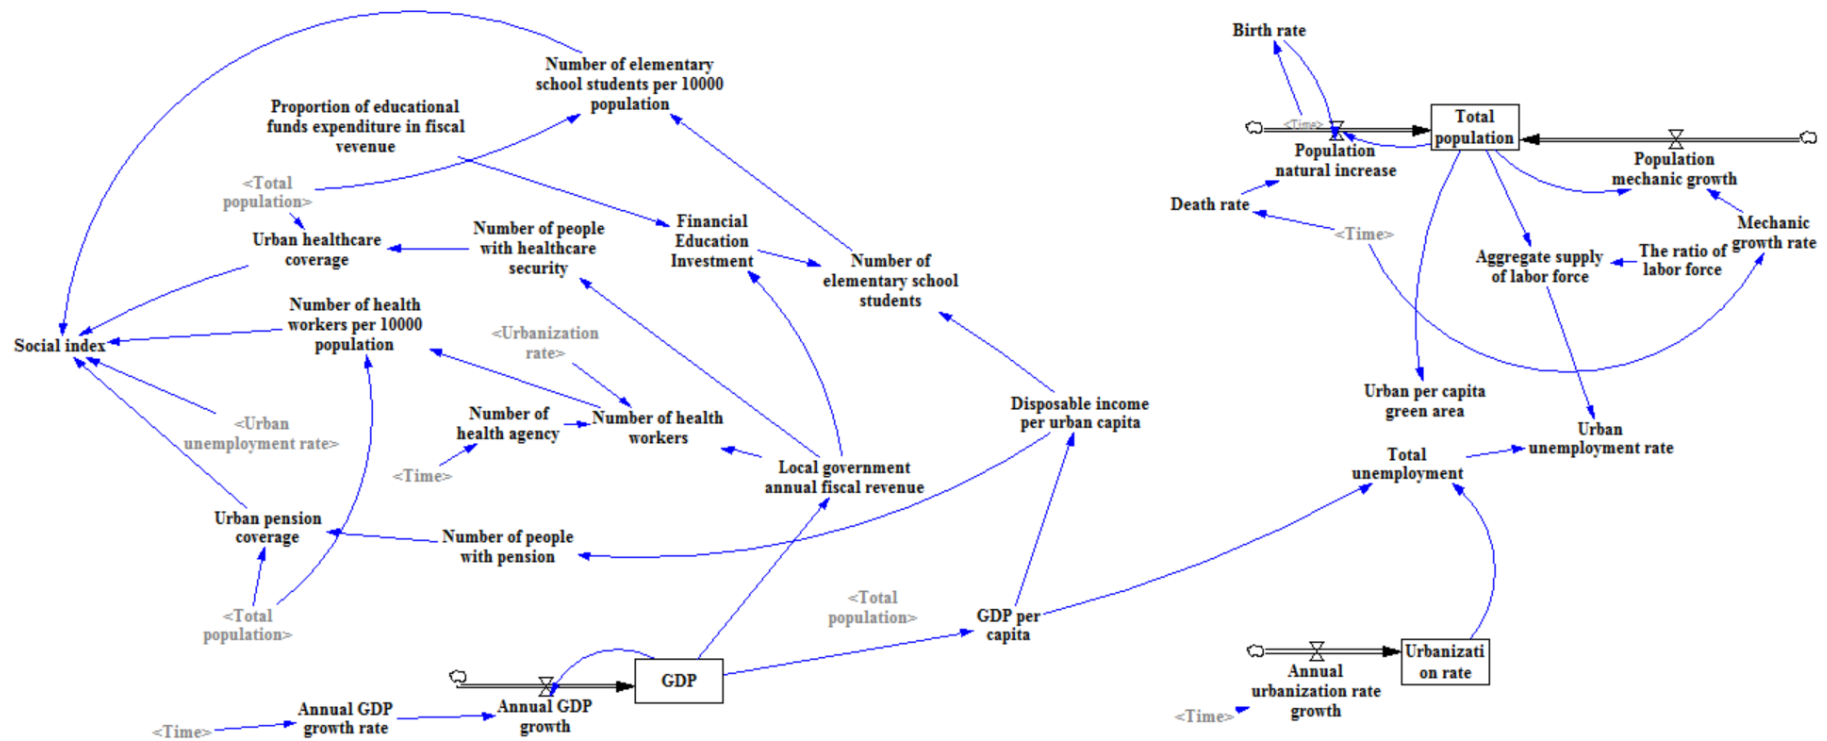 Birth rate
Number of elementary
school students per 10000
population
Proportion of educational
funds expenditure in fiscal
vevenue
<Time>
Total
population
Population
natural increase
Population
mechanic growth
<Total
population>
Death rate
<Time>
Mechanic
growth rate
Urban healthcare
coverage
Number of people
with healthcare
security
Financial
Education
Investment
Number of
elementary school
students
Aggregate supply
of labor force
The ratio of
labor force
Number of health
workers per 10000
population
<Urbanization
rate>
Social index
Urban per capita
green area
Disposable income
per urban capita
Number of
health agency
Number of health
workers
<Urban
unemployment rate>
Urban
unemployment rate
Total
unemployment
<Time>
Local government
annual fiscal revenue
Urban pension
coverage
Number of people
with pension
<Total
population>
<Total
population>
GDP per
capita
GDP
Urbanizati
on rate
Annual
urbanization rate
growth
<Time>
Annual GDP
growth rate
Annual GDP
growth
<Time>